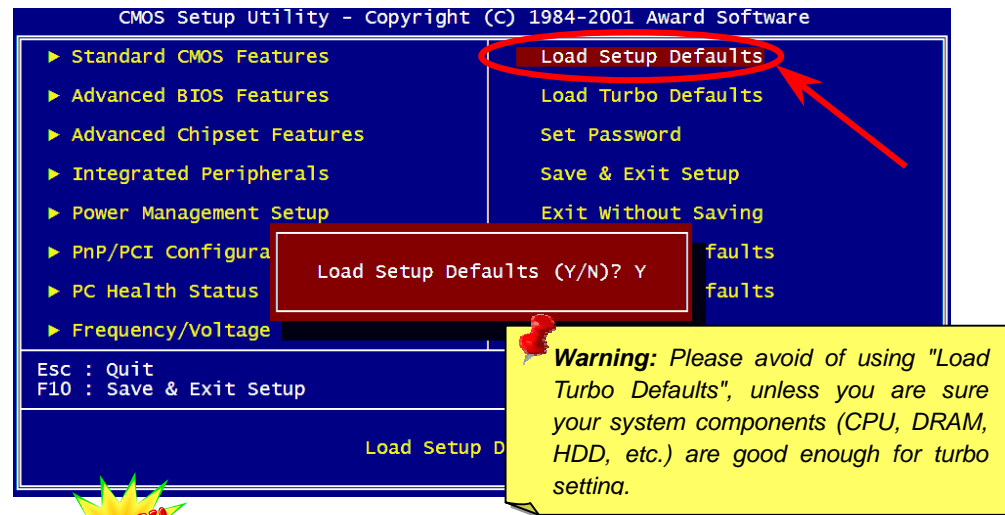 CMOS Setup Utility - Copyright (C) 1984-2001 Award Software
► Standard CMOS Features
► Advanced BIOS Features
► Advanced Chipset Features
► Integrated Peripherals
► Power Management Setup
► PnP/PCI Configura
► PC Health Status
► Frequency/Voltage
Load Setup Defaults
Load Turbo Defaults
Set Password
Save & Exit Setup
Exit Without Saving
faults
faults
Load Setup Defaults (Y/N)? Y
Esc : Quit
F10 : Save & Exit Setup
Load Setup D
Warning: Please avoid of using "Load
Turbo Defaults", unless you are sure
your system components (CPU, DRAM,
HDD, etc.) are good enough for turbo
setting.